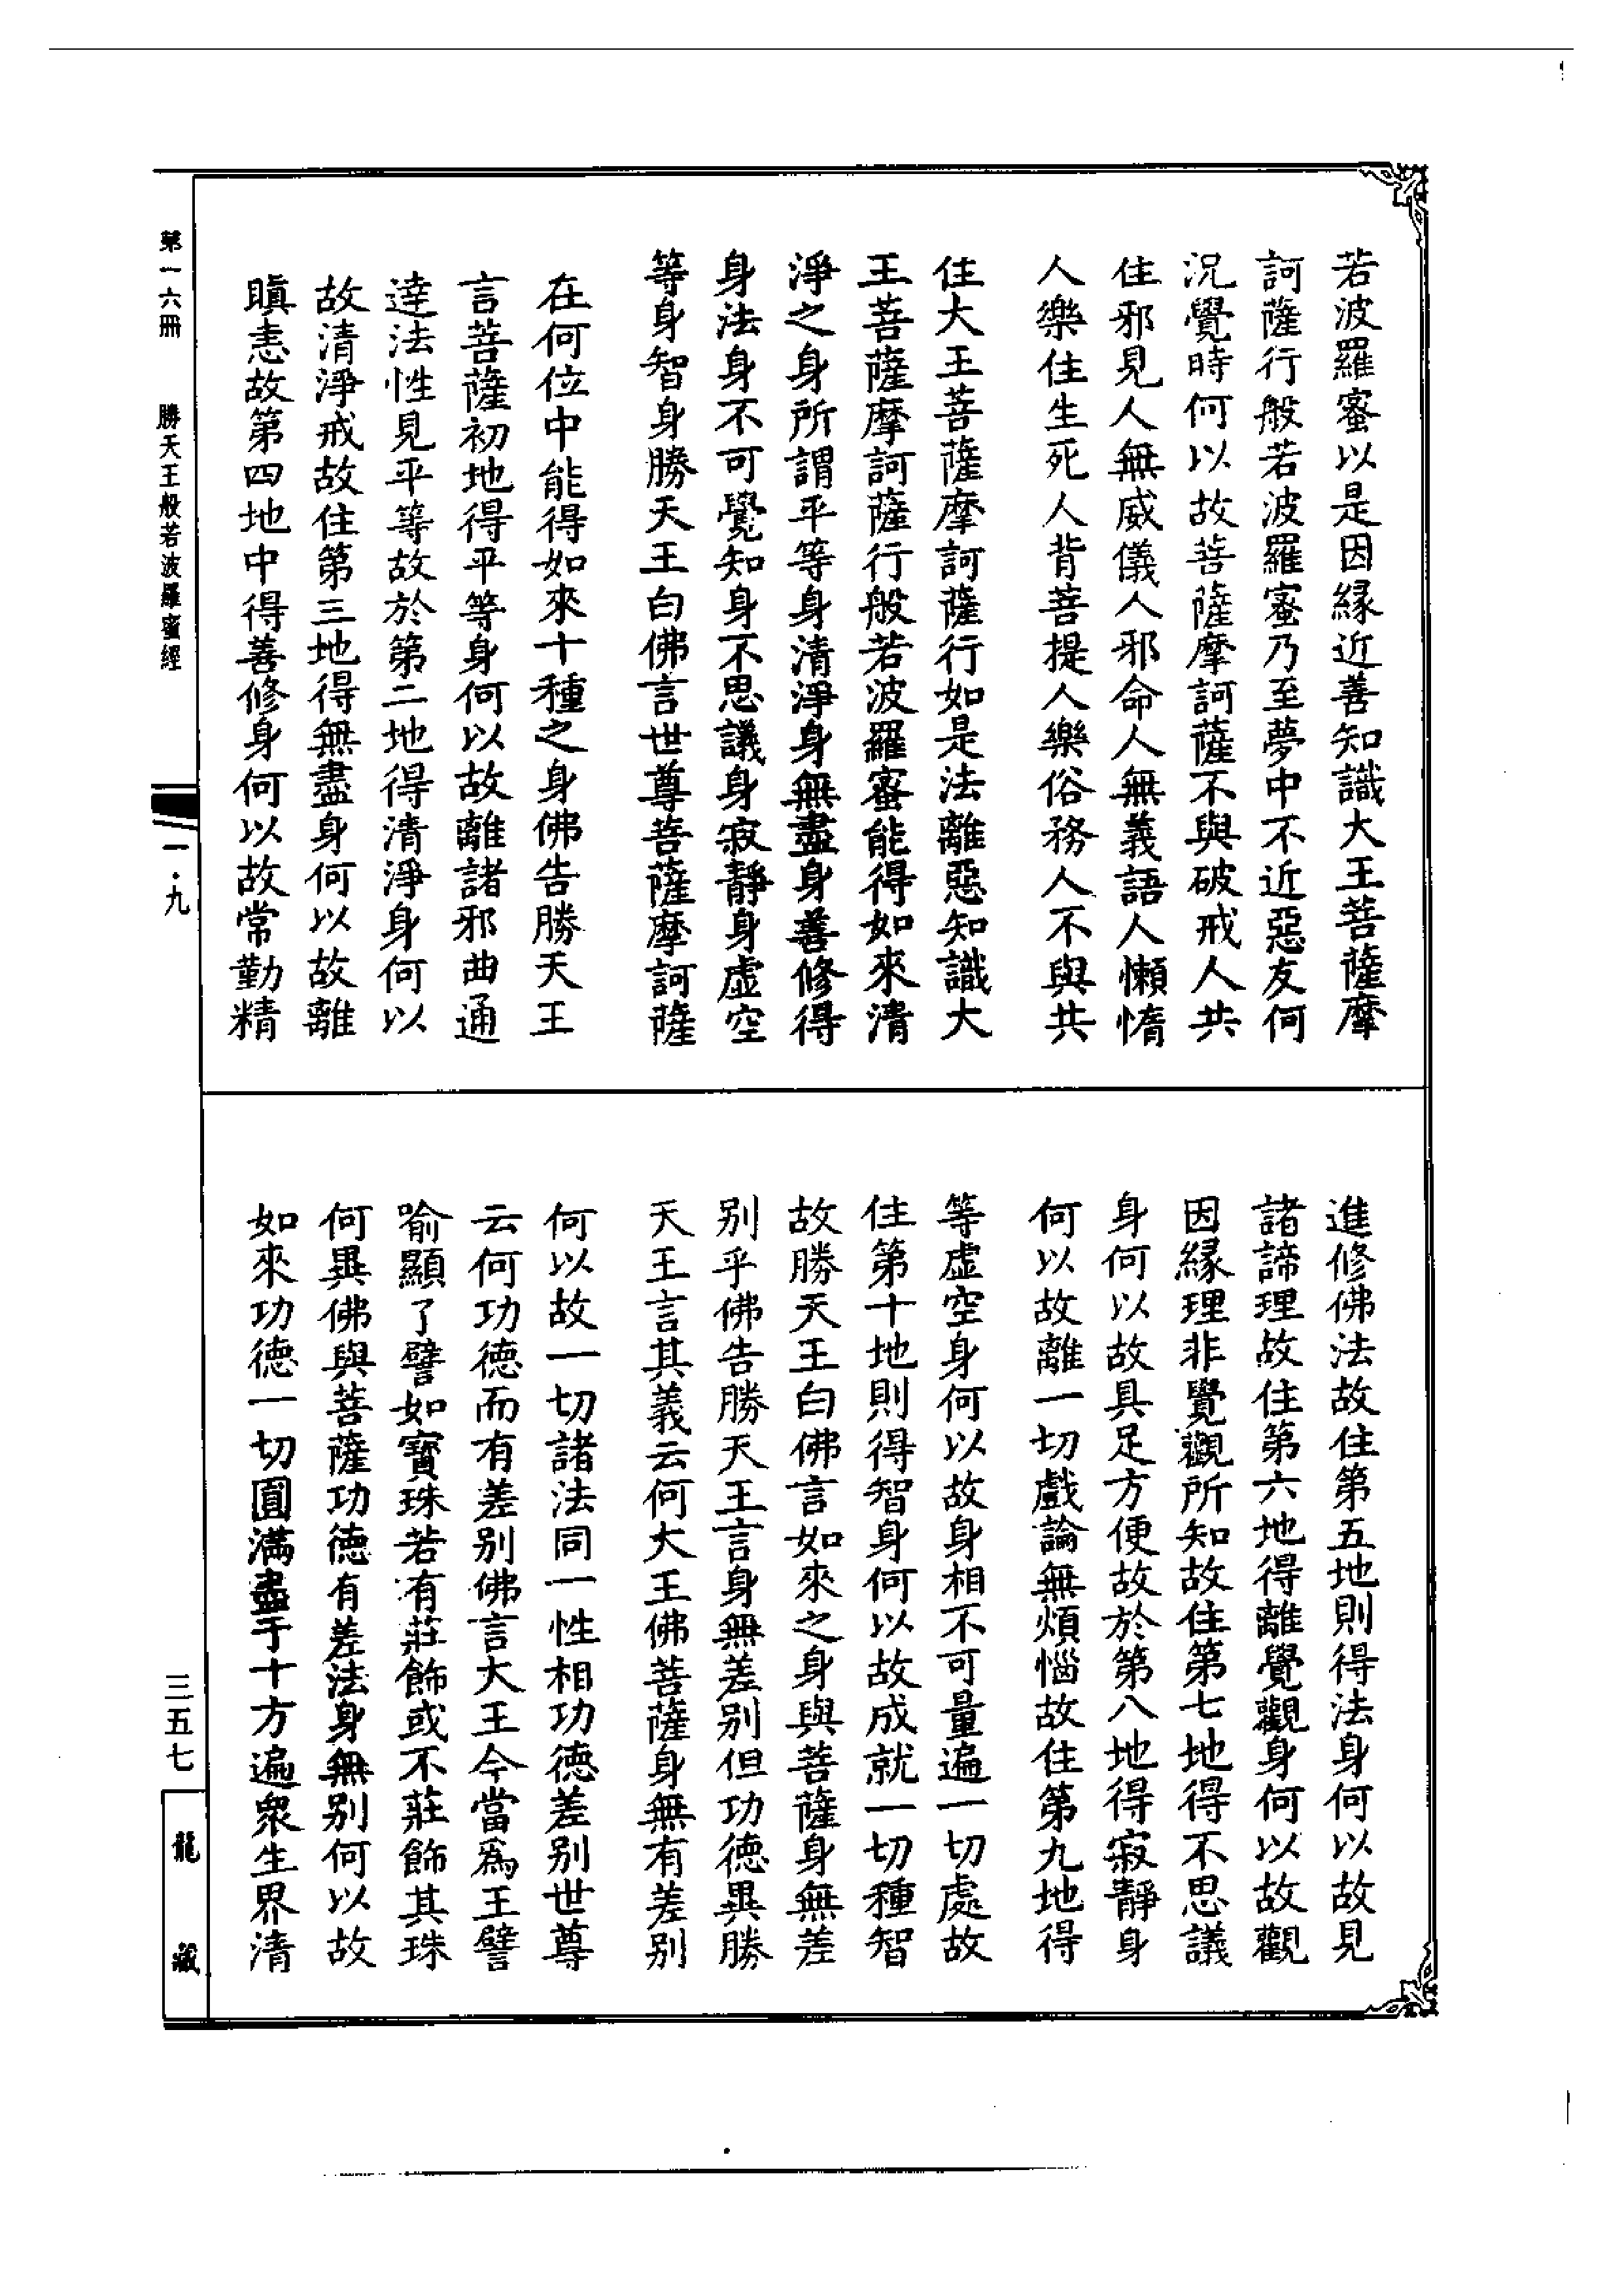 若波羅蜜以是因縁近善知識大王菩薩摩
訶薩行般若波羅蜜乃至夢中不近惡友何
況覺時何以故菩薩摩訶薩不與破戒人共
住邪見人無威儀人邪命人無義語人懶惰
人樂住生死人背菩提人樂俗務人不與共
住大王菩薩摩訶薩行如是法離惡知識大
王菩薩摩訶薩行般若波羅蜜能得如來清
淨之身所謂平等身清淨身無盡身善修得
身法身不可覺知身不思議身寂靜身虛空
等身智身勝天王白佛言世尊菩薩摩訶薩
在何位中能得如來十種之身佛告勝天王
言菩薩初地得平等身何以故離諸邪曲通
達法性見平等故於第二地得清淨身何以
故清淨戒故住第三地得無盡身何以故離
瞋恚故第四地中得善修身何以故常勤精
進修佛法故住第五地則得法身何以故見
諸諦理故住第六地得離覺觀身何以故觀
因縁理非覺觀所知故住第七地得不思議
身何以故具足方便故於第八地得寂靜身
何以故離一切戲論無煩惱故住第九地得
等虛空身何以故身相不可量遍一切處故
住第十地則得智身何以故成就一切種智
故勝天王白佛言如來之身與菩薩身無差
别乎佛告勝天王言身無差别但功德異勝
天王言其義云何大王佛菩薩身無有差别
何以故一切諸法同一性相功德差别世尊
云何功德而有差别佛言大王今當爲王譬
喻顯了譬如寶珠若有莊飾或不莊飾其珠
何異佛與菩薩功德有差法身無别何以故
如來功德一切圓滿盡于十方遍衆生界清
第一六冊 勝天王般若波羅蜜經
一·九
三五七
龍藏